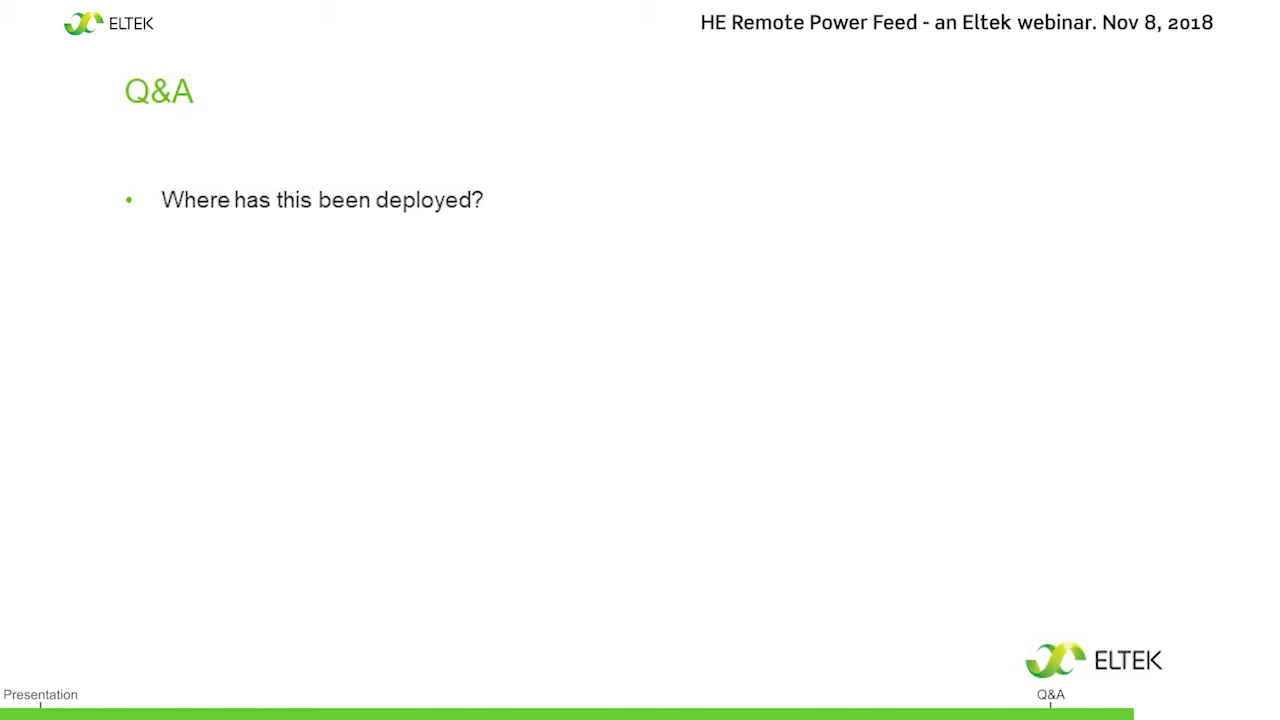 ELTEK
HE Remote Power Feed - an Eltek webinar. Nov 8, 2018
Q&A
• Where has this been deployed?
ELTEK
Presentation
Q&A